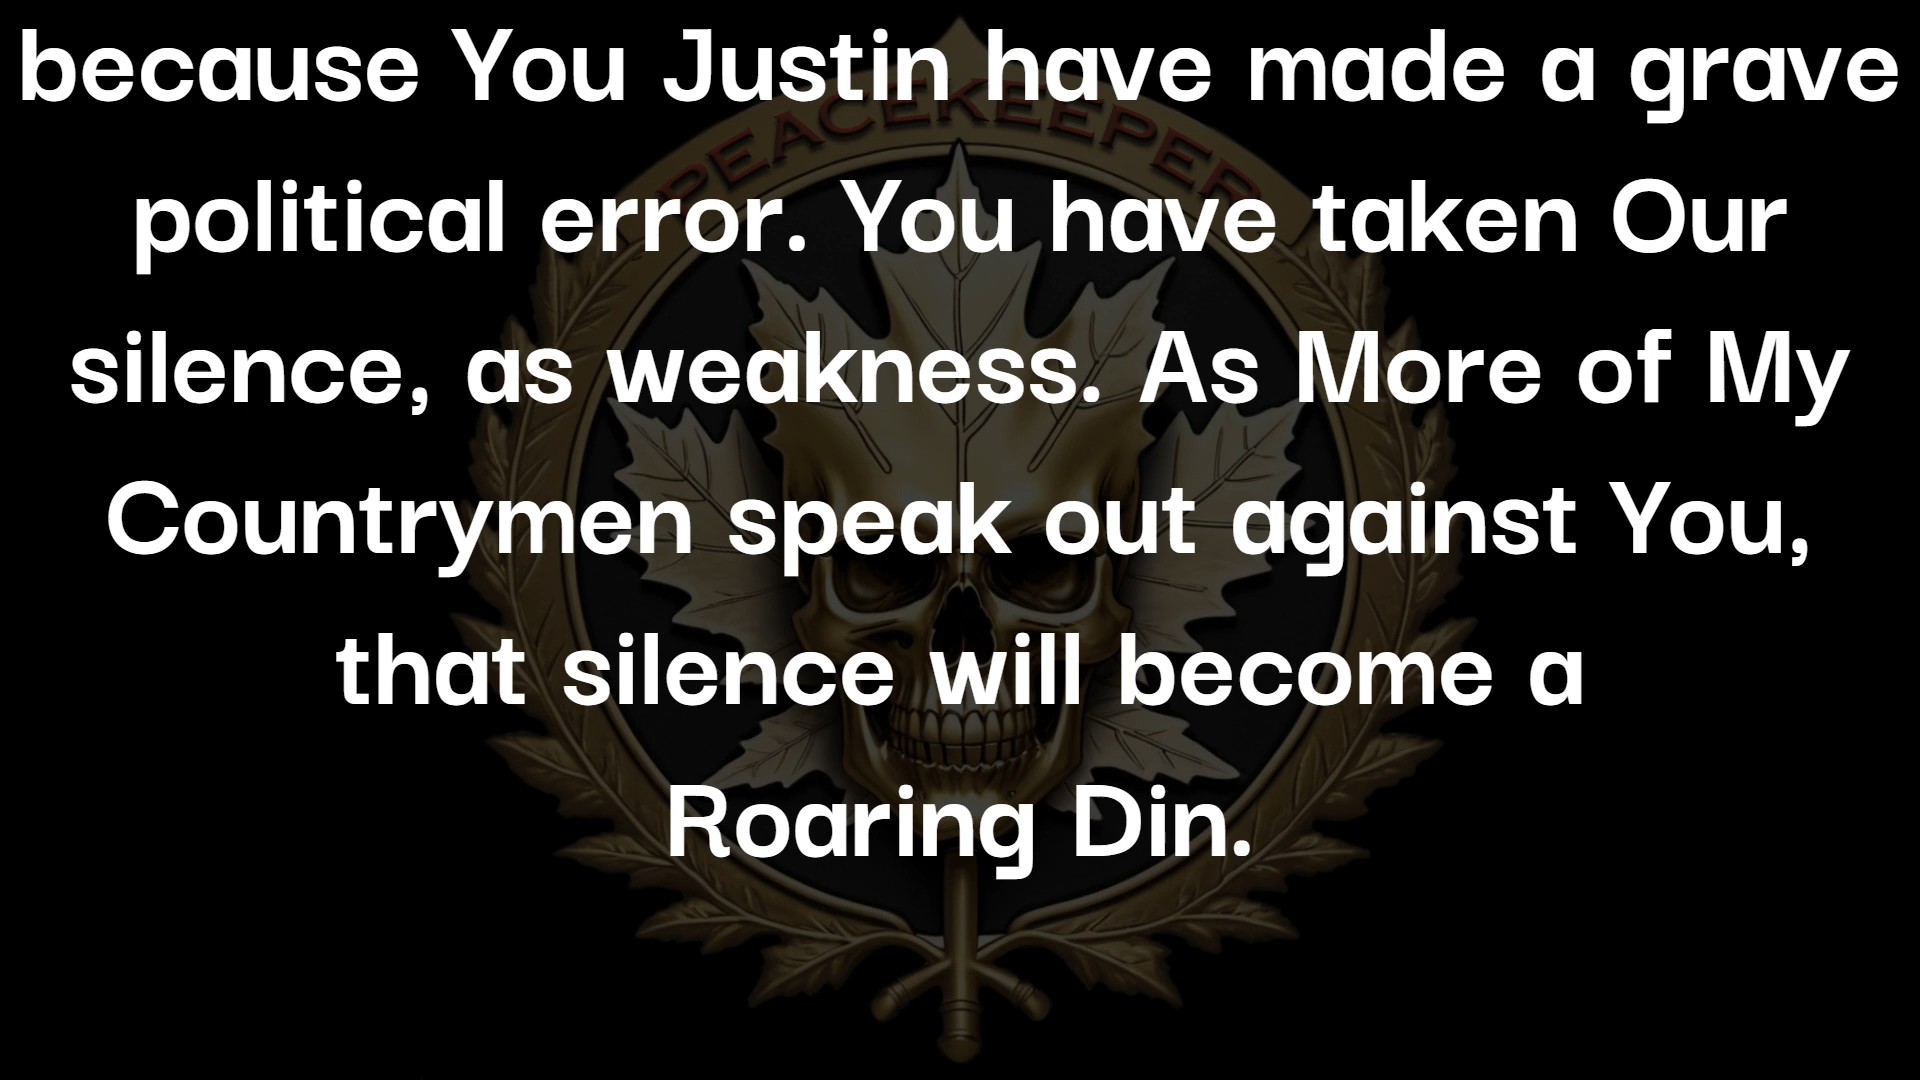 because You Justin have made a grave
PEACEKEEPER
political error. You have taken Our
silence, as weakness. As More of My
Countrymen speak out against You,
that silence will become a
Roaring Din.